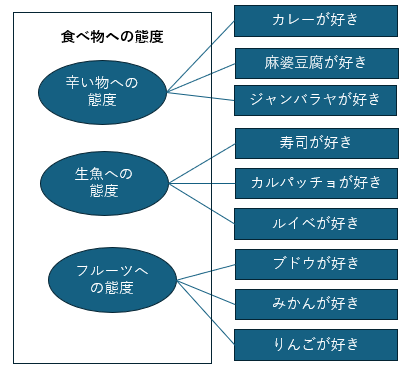 食べ物への態度
辛い物への
態度
生魚への
態度
フルーツへ
の態度
カレーが好き
麻婆豆腐が好き
ジャンバラヤが好き
寿司が好き
カルパッチョが好き
ルイベが好き
ブドウが好き
みかんが好き
りんごが好き